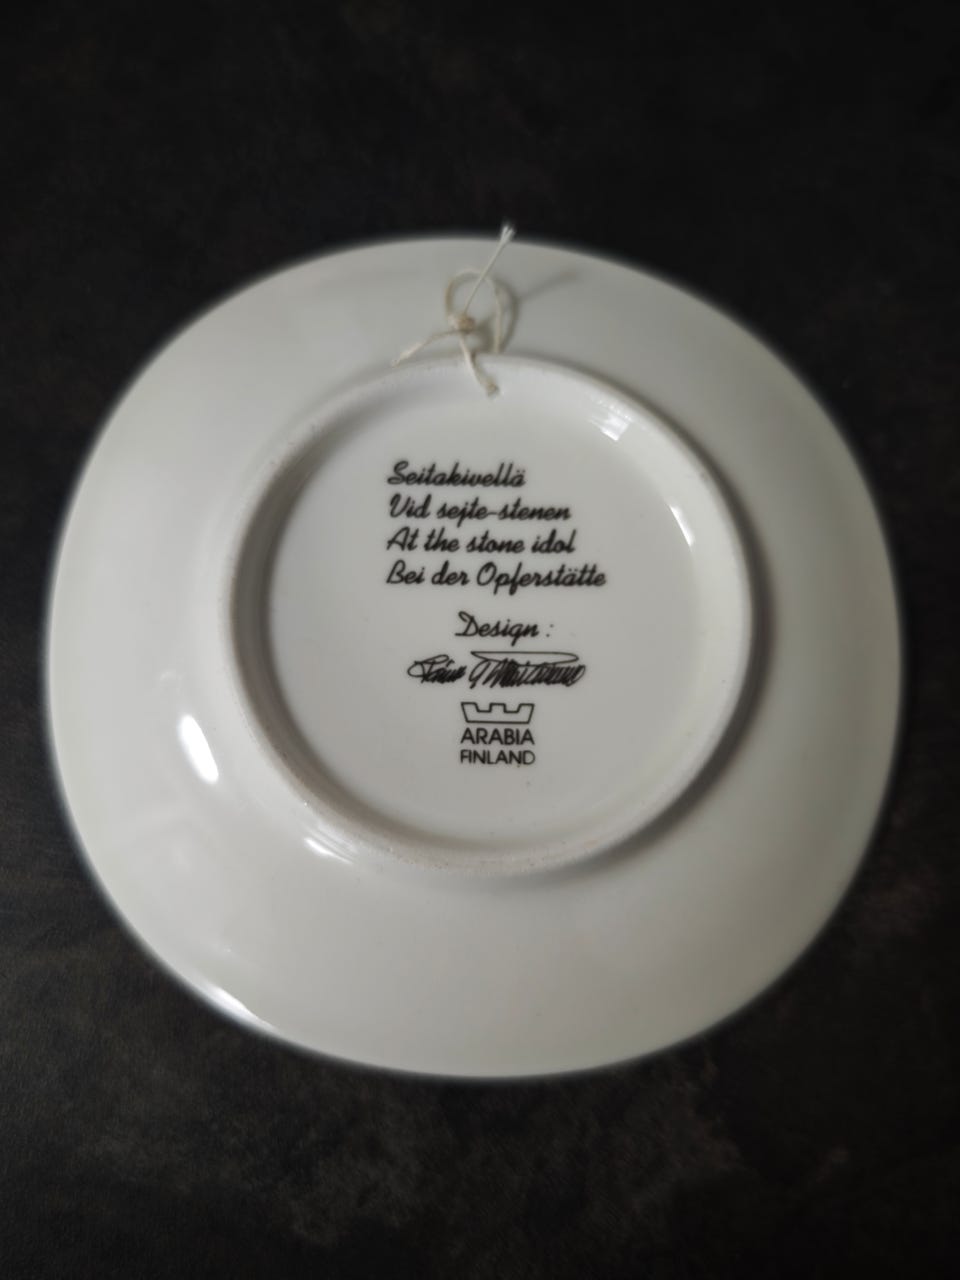 Seitakivellä
Vid sejte-stenen
At the stone idol
Bei der Opferstätte
Design :
ARABIA
FINLAND